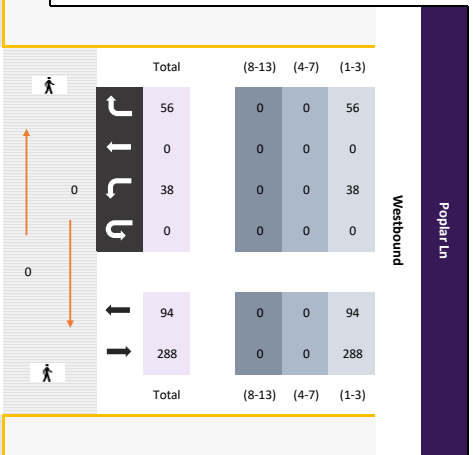 Total (8-13) (4-7) (1-3)
56 0 0 56
0 0 0 0
0 38 0 0 38
0 0 0 0
0
94 0 0 94
288 0 0 288
Total (8-13) (4-7) (1-3)
Westbound
Poplar Ln